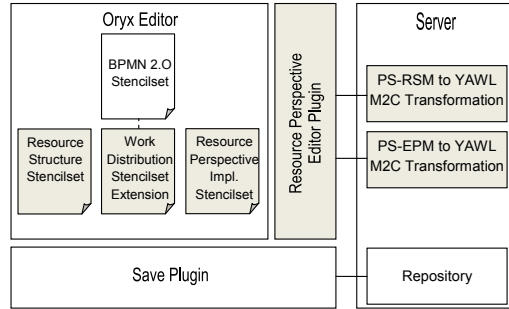 Oryx Editor
BPMN 2.O
Stencilset
Resource
Structure
Stencilset
Work
Distribution
Stencilset
Extension
Resource
Perspective
Impl.
Stencilset
Resource Perspective
Editor Plugin
Server
PS-RSM to YAWL
M2C Transformation
PS-EPM to YAWL
M2C Transformation
Save Plugin
Repository